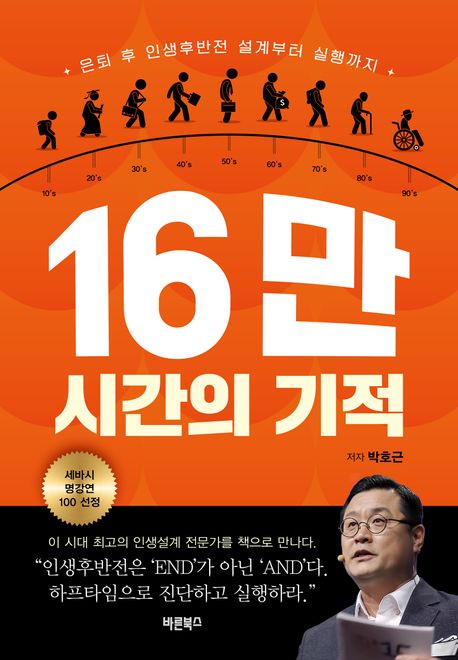 은퇴 후 인생후반전 설계부터 실행까지
$
10's
20's
30's
40's
50's
60's
70's
80's
90's
16만
시간의 기적
저자 박호근
세바시
명강연
100 선정
이 시대 최고의 인생설계 전문가를 책으로 만나다.
“인생후반전은 ‘END’가 아닌 ‘AND’다.
하프타임으로 진단하고 실행하라.”
바른북스